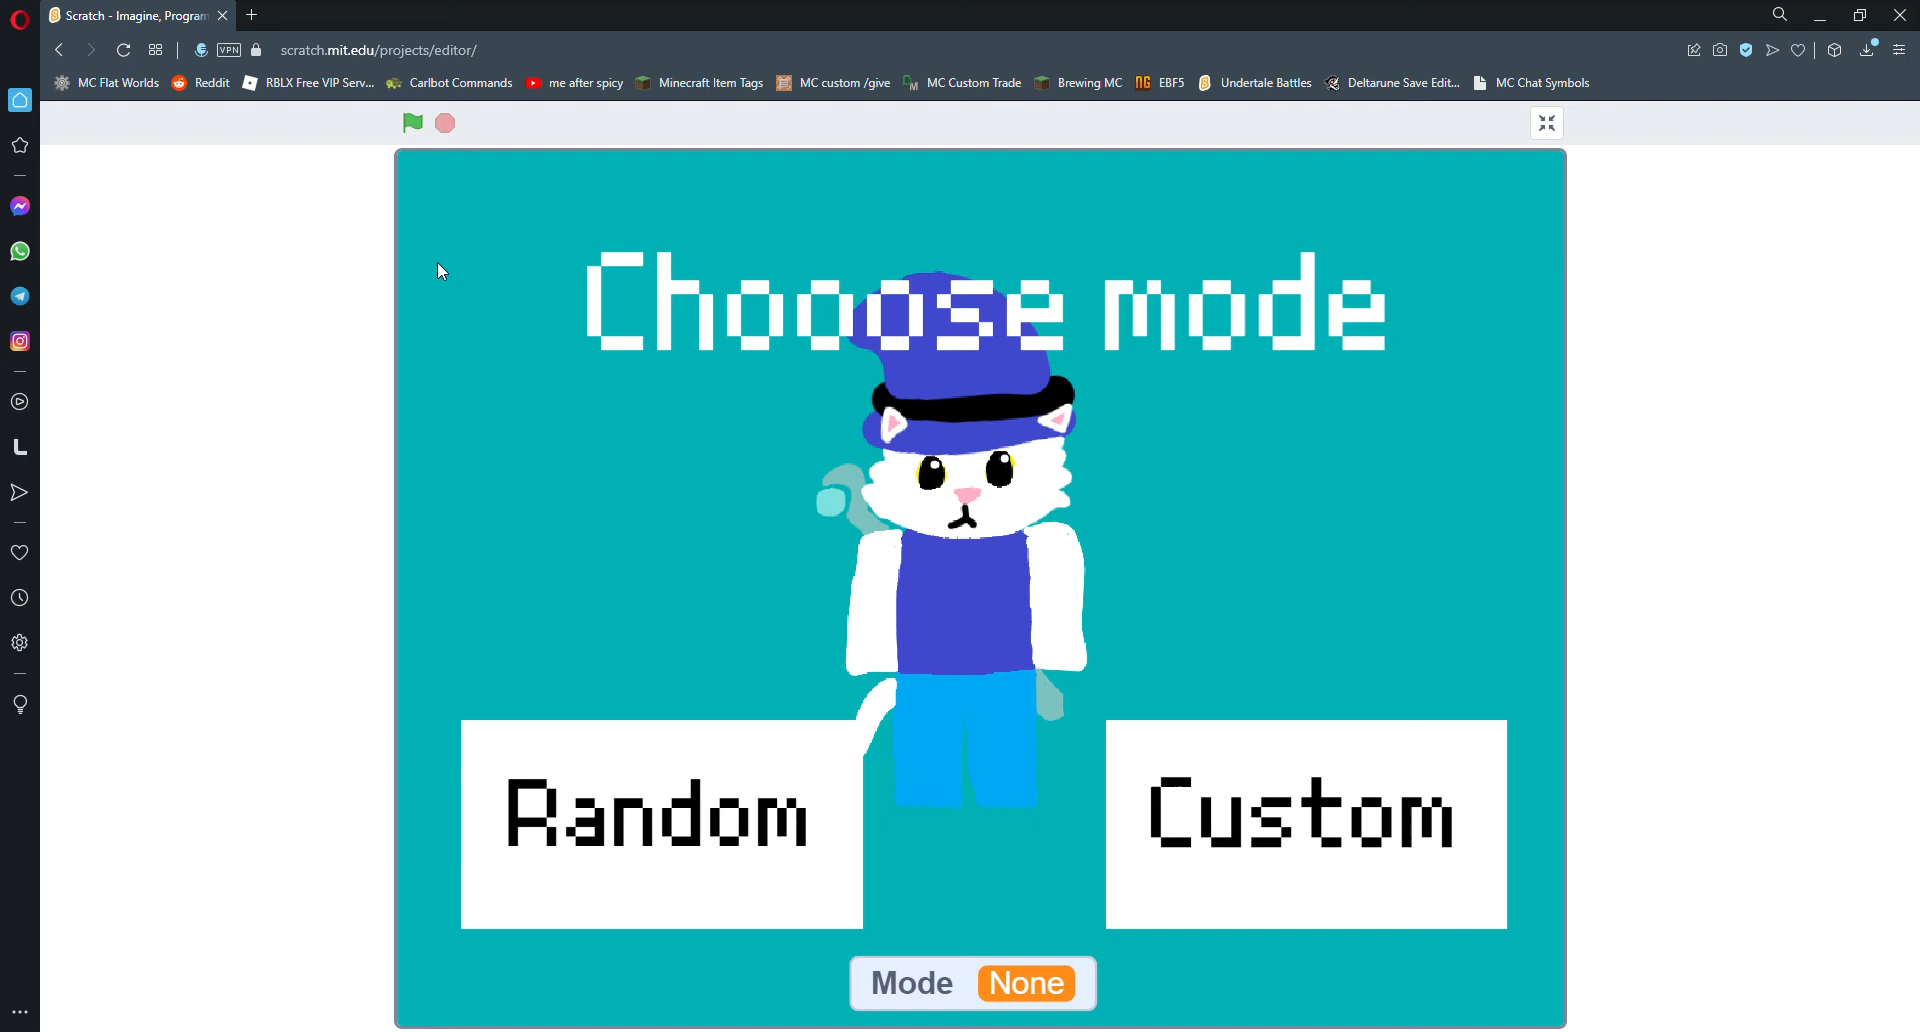 Scratch - Imagine, Program
VPN
scratch.mit.edu/projects/editor/
MC Flat Worlds Reddit RBLX Free VIP Serv... Carlbot Commands me after spicy Minecraft Item Tags MC custom /give MC Custom Trade Brewing MC EBF5 Undertale Battles Deltarune Save Edit... MC Chat Symbols
Chooose mode
Random Custom
Mode None